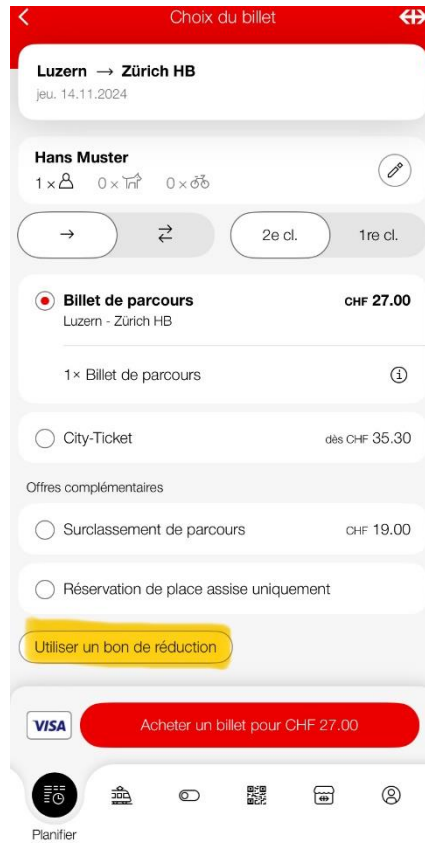 Choix du billet
Luzern → Zürich HB
jeu. 14.11.2024
Hans Muster
1 × 0 × 0 ×
→ ⇄ 2e cl. 1re cl.
Billet de parcours CHF 27.00
Luzern - Zürich HB
1× Billet de parcours
City-Ticket dès CHF 35.30
Offres complémentaires
Surclassement de parcours CHF 19.00
Réservation de place assise uniquement
Utiliser un bon de réduction
VISA Acheter un billet pour CHF 27.00
Planifier